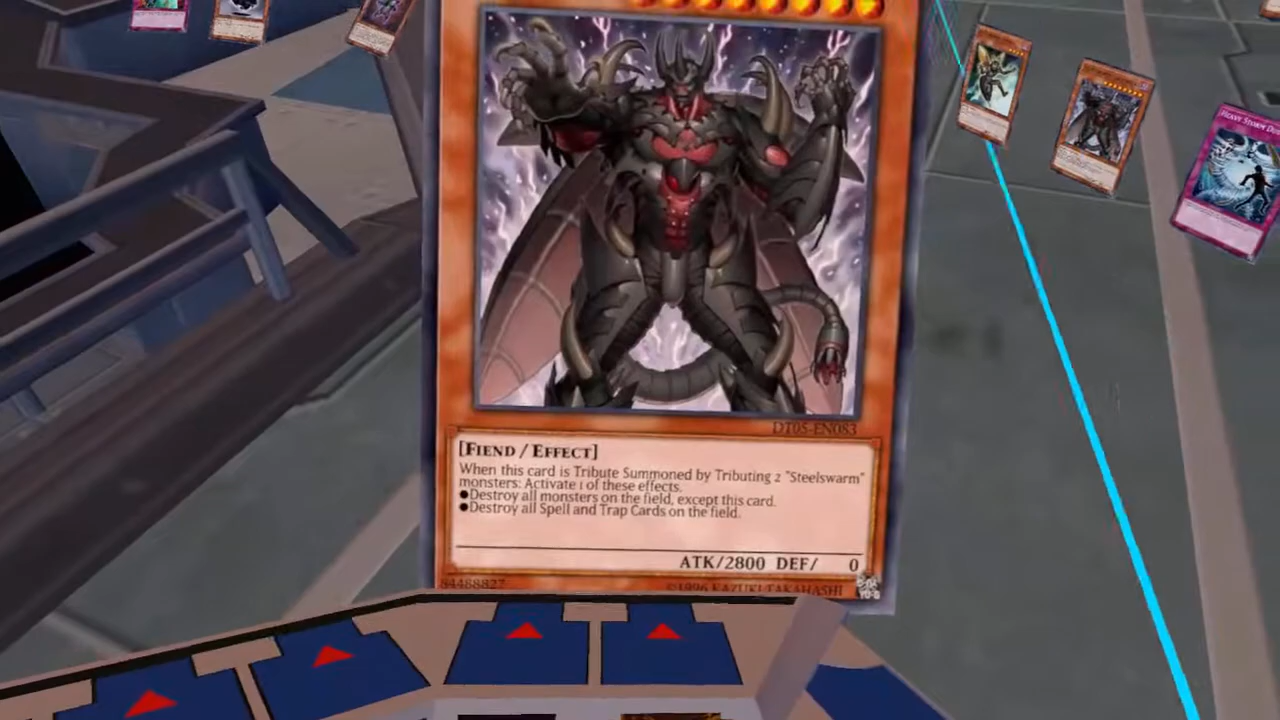 HEAVY STORM
DT05-EN083
[FIEND / EFFECT]
When this card is Tribute Summoned by Tributing 2 "Steelswarm"
monsters: Activate 1 of these effects.
●Destroy all monsters on the field, except this card.
●Destroy all Spell and Trap Cards on the field.
ATK/2800 DEF/ 0
84488827
©1996 KAZUKI TAKAHASHI